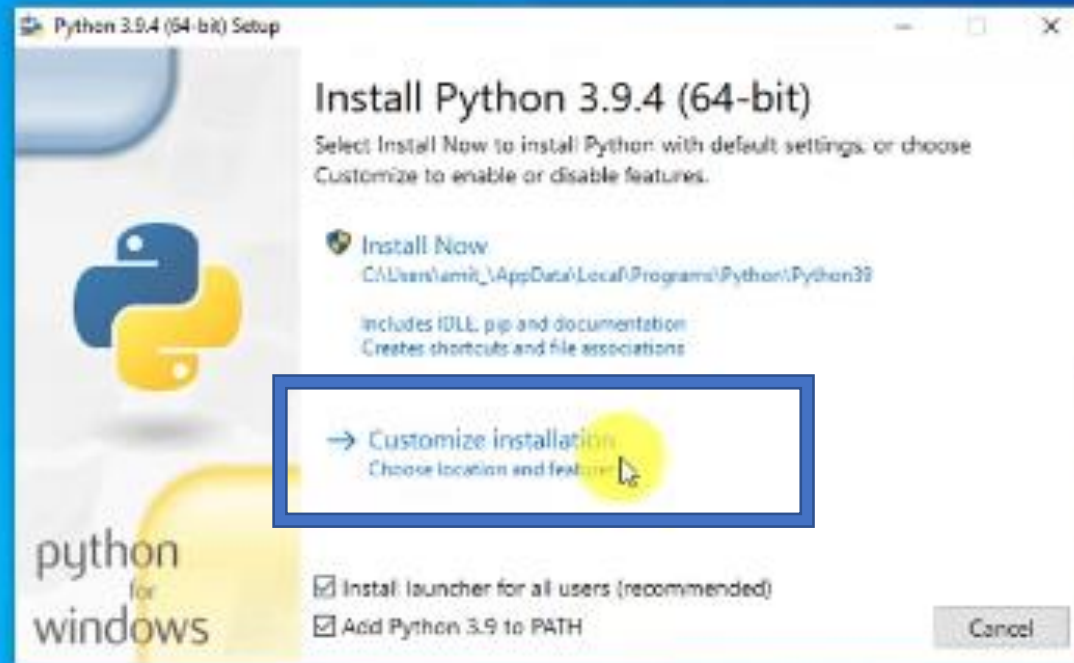 Python 3.9.4 (64-bit) Setup
Install Python 3.9.4 (64-bit)
Select Install Now to install Python with default settings, or choose
Customize to enable or disable features.
Install Now
C:\Users\amit_\AppData\Local\Programs\Python\Python39
Includes IDLE, pip and documentation
Creates shortcuts and file associations
→ Customize installation
Choose location and features
python
for
windows
Install launcher for all users (recommended)
Add Python 3.9 to PATH
Cancel